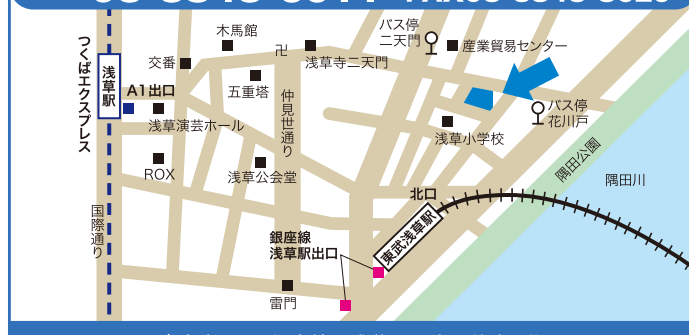 木馬館
バス停
二天門
産業貿易センター
交番
卍
浅草寺二天門
つくばエクスプレス
浅草駅
A1出口
五重塔
バス停
花川戸
浅草演芸ホール
仲見世通り
浅草小学校
ROX
浅草公会堂
隅田公園
隅田川
北口
国際通り
銀座線
浅草駅出口
東武浅草駅
雷門